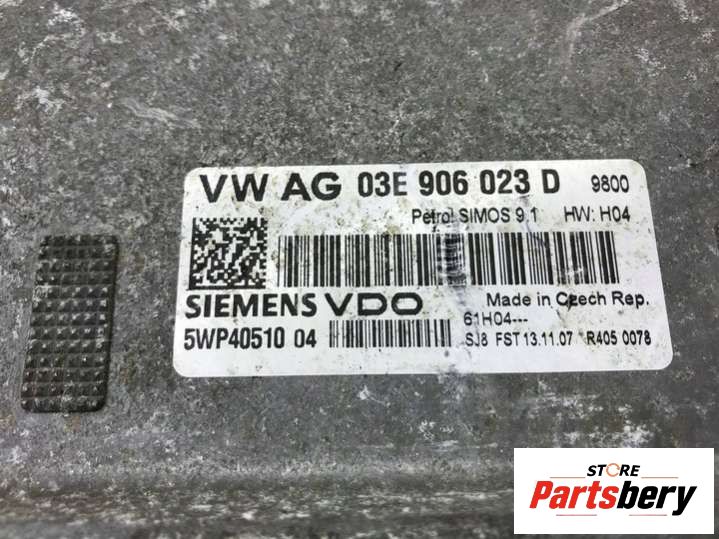 VW AG 03E 906 023 D 9800
Petrol SIMOS 9.1 HW: H04
SIEMENS VDO Made in Czech Rep.
61H04---
5WP40510 04 SJ8 FST 13.11.07 R405 0078
STORE
Partsbery